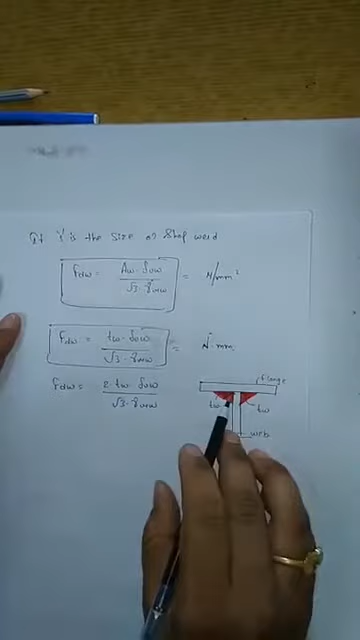 is the size of shop weld
Fdw = Aw · fuw / √3 · γmw = N/mm²
Fdw = tw · fuw / √3 · γmw = N mm
Fdw = 2 tw · fuw / √3 · γmw
flange
tw tw
web